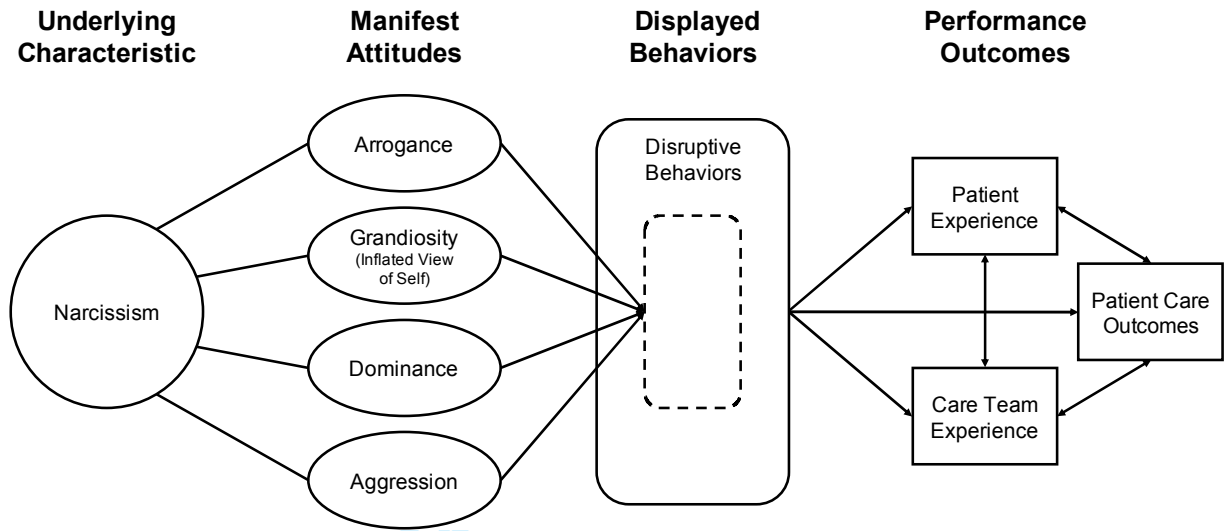 Underlying
Characteristic
Manifest
Attitudes
Displayed
Behaviors
Performance
Outcomes
Narcissism
Arrogance
Grandiosity
(Inflated View
of Self)
Dominance
Aggression
Disruptive
Behaviors
Patient
Experience
Patient Care
Outcomes
Care Team
Experience